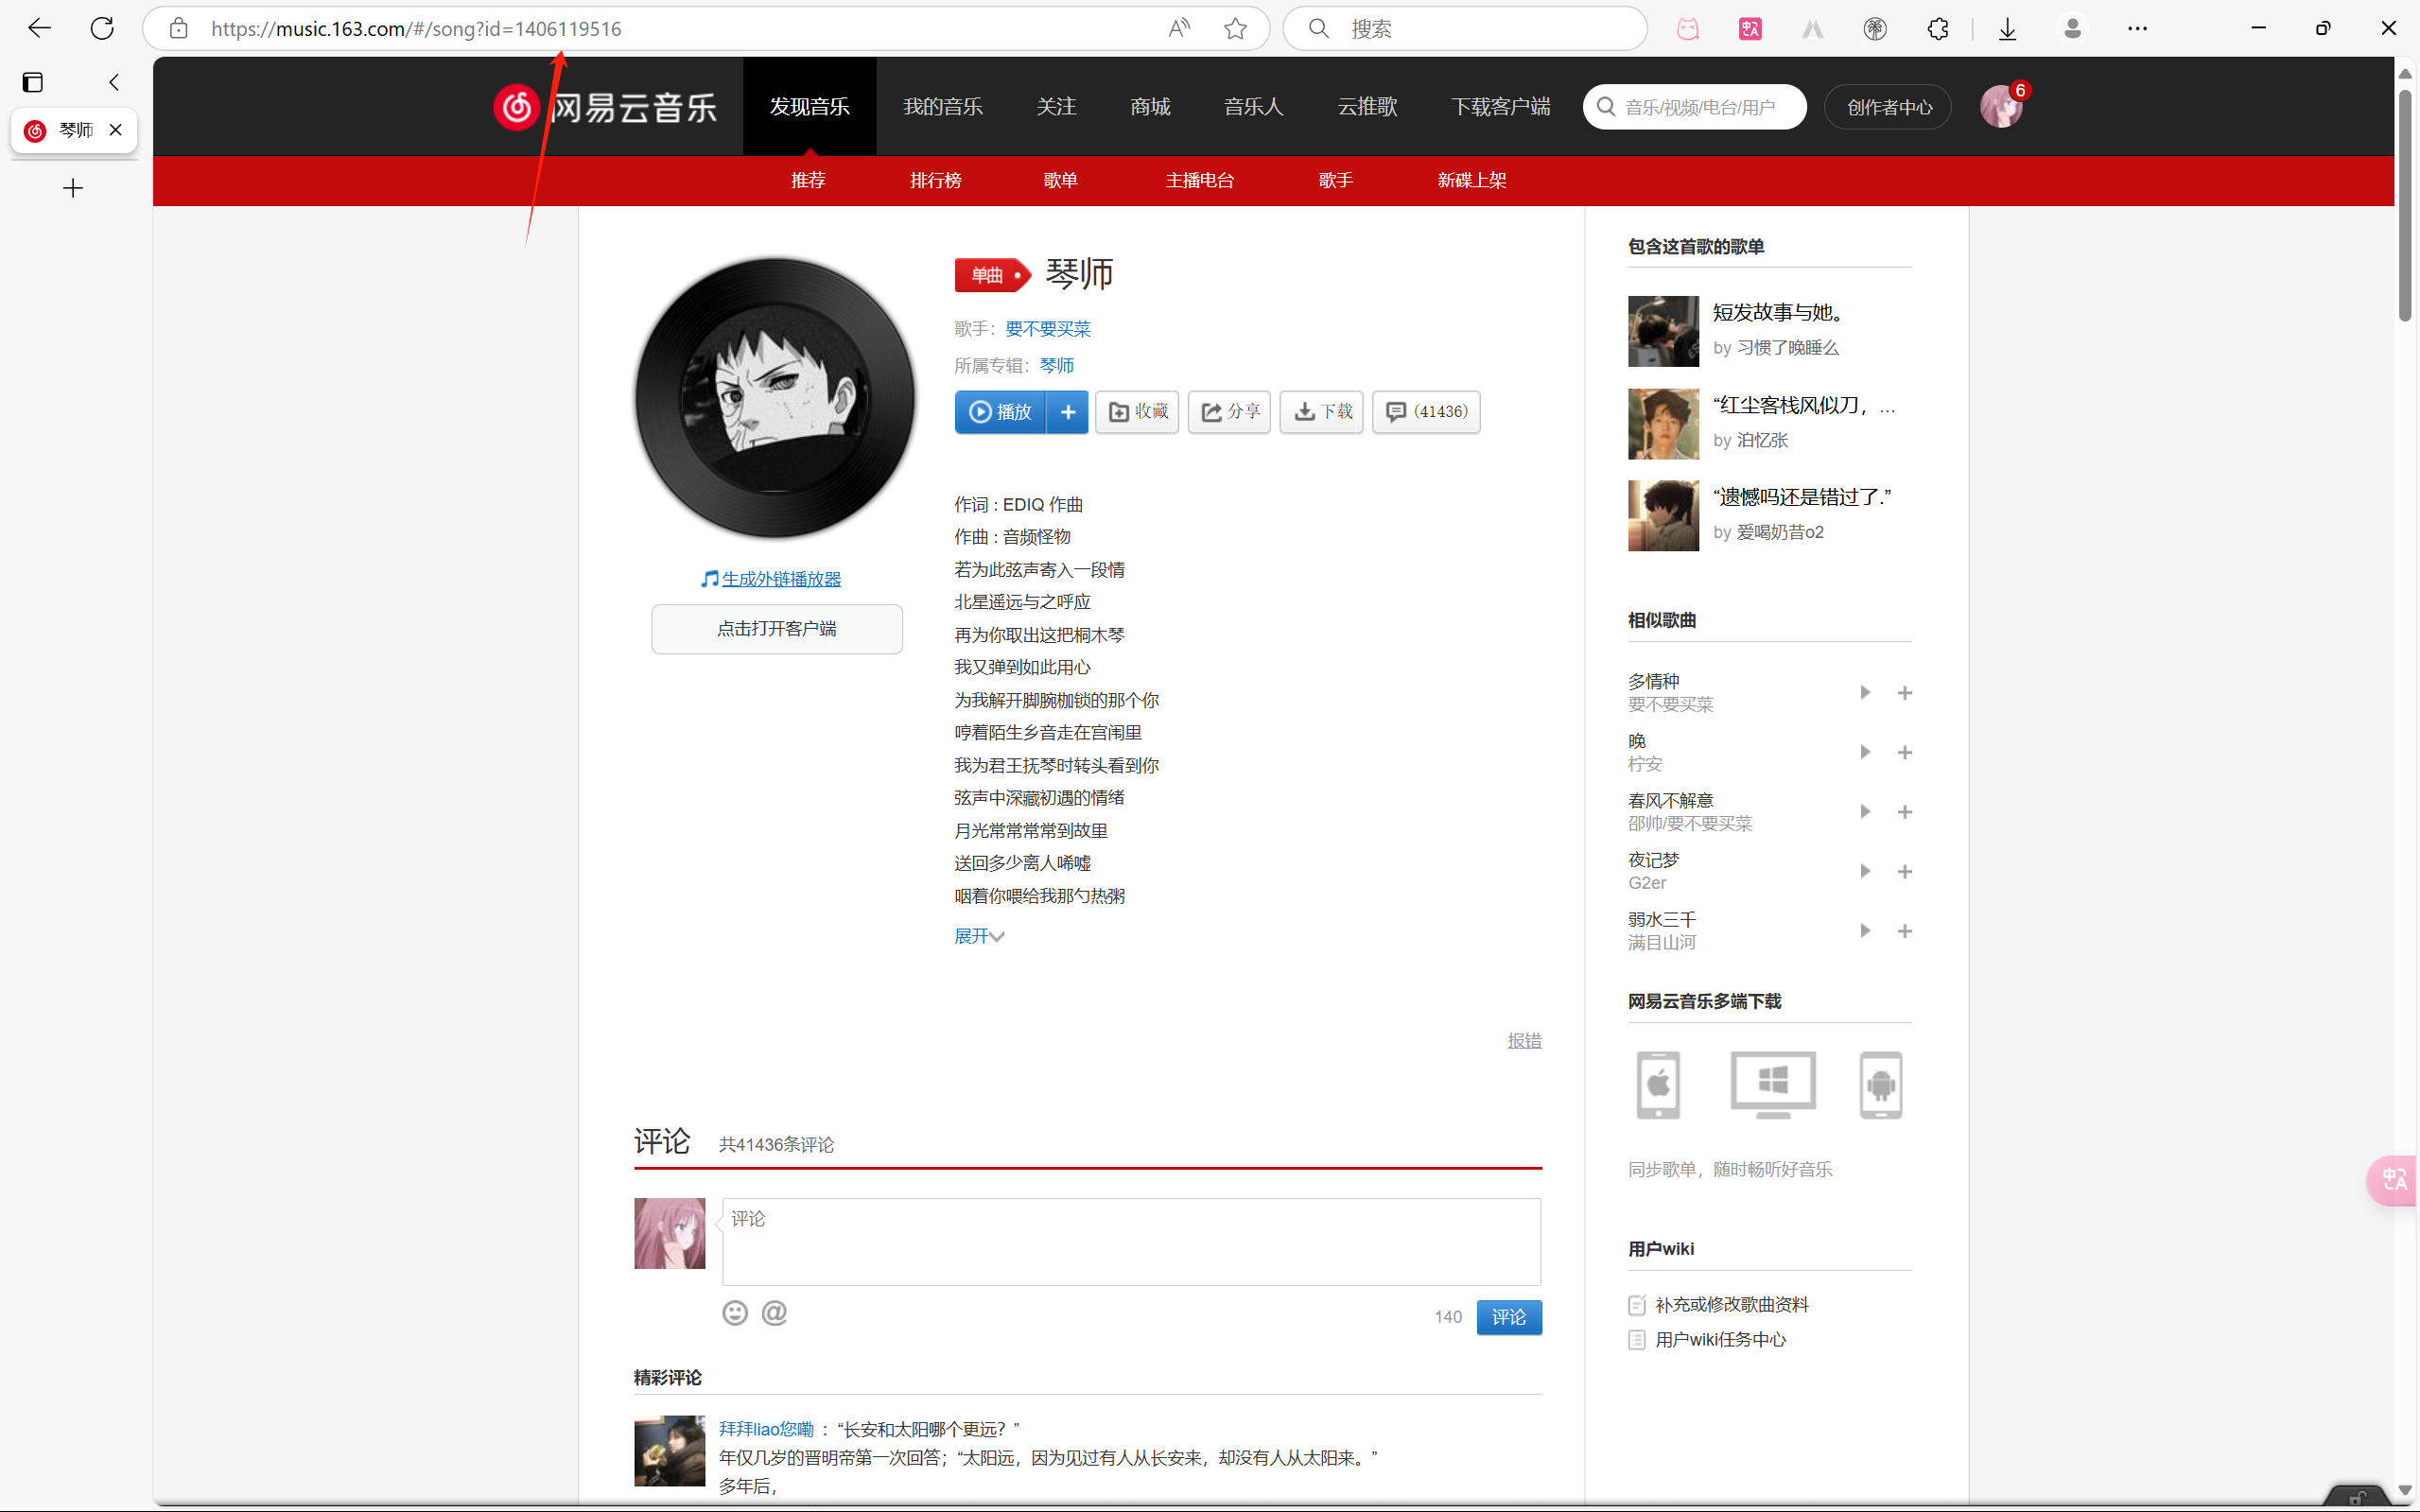 https://music.163.com/#/song?id=1406119516
搜索
琴师
网易云音乐
发现音乐
我的音乐
关注
商城
音乐人
云推歌
下载客户端
音乐/视频/电台/用户
创作者中心
6
推荐
排行榜
歌单
主播电台
歌手
新碟上架
单曲
琴师
歌手：要不要买菜
所属专辑：琴师
播放
收藏
分享
下载
(41436)
生成外链播放器
点击打开客户端
作词 : EDIQ 作曲
作曲 : 音频怪物
若为此弦声寄入一段情
北星遥远与之呼应
再为你取出这把桐木琴
我又弹到如此用心
为我解开脚腕枷锁的那个你
哼着陌生乡音走在宫闱里
我为君王抚琴时转头看到你
弦声中深藏初遇的情绪
月光常常常常到故里
送回多少离人唏嘘
咽着你喂给我那勺热粥
展开
报错
评论
共41436条评论
评论
140
评论
精彩评论
拜拜liao您嘞：“长安和太阳哪个更远？”
年仅几岁的晋明帝第一次回答；“太阳远，因为见过有人从长安来，却没有人从太阳来。”
多年后，
包含这首歌的歌单
短发故事与她。
by 习惯了晚睡么
“红尘客栈风似刀，…
by 泊忆张
“遗憾吗还是错过了.”
by 爱喝奶昔o2
相似歌曲
多情种
要不要买菜
晚
柠安
春风不解意
邵帅/要不要买菜
夜记梦
G2er
弱水三千
满目山河
网易云音乐多端下载
同步歌单，随时畅听好音乐
用户wiki
补充或修改歌曲资料
用户wiki任务中心